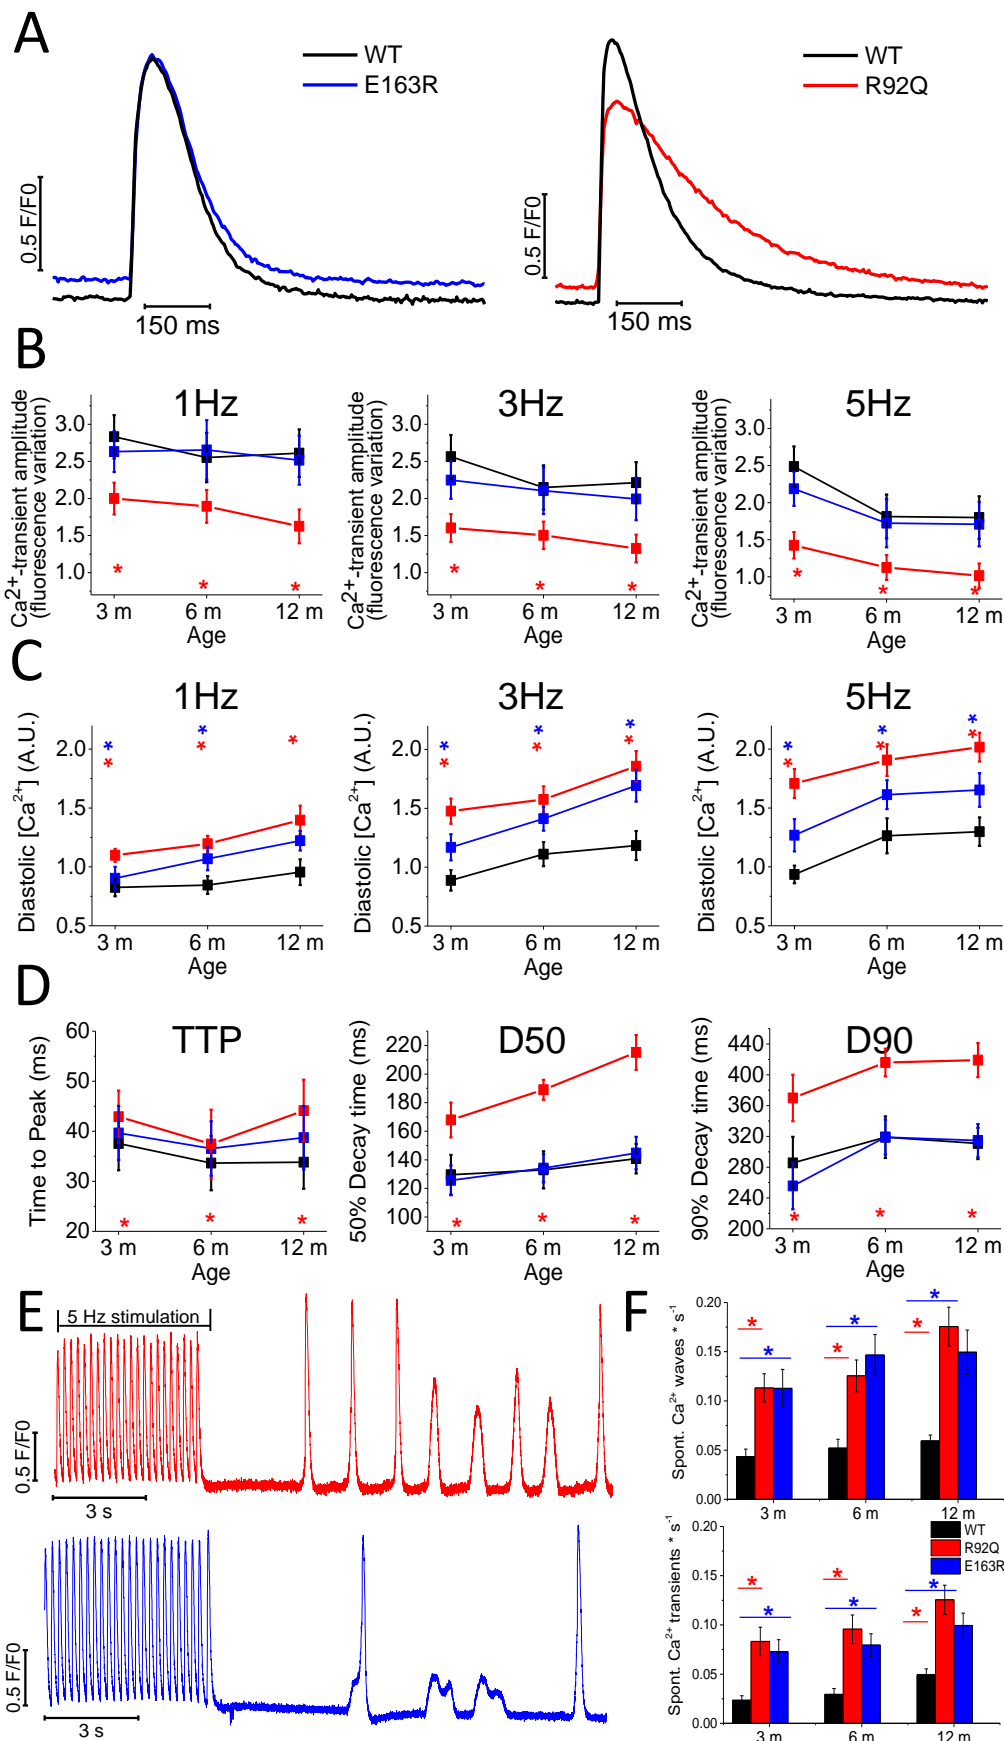 A
WT
E163R
WT
R92Q
0.5 F/F0
150 ms
0.5 F/F0
150 ms
B
1Hz
3Hz
5Hz
Ca2+-transient amplitude
(fluorescence variation)
3.0
2.5
2.0
1.5
1.0
3 m
6 m
12 m
Age
Ca2+-transient amplitude
(fluorescence variation)
3.0
2.5
2.0
1.5
1.0
3 m
6 m
12 m
Age
Ca2+-transient amplitude
(fluorescence variation)
3.0
2.5
2.0
1.5
1.0
3 m
6 m
12 m
Age
* * *
* * *
* * *
C
1Hz
3Hz
5Hz
Diastolic [Ca2+] (A.U.)
2.0
1.5
1.0
0.5
3 m
6 m
12 m
Age
Diastolic [Ca2+] (A.U.)
2.0
1.5
1.0
0.5
3 m
6 m
12 m
Age
Diastolic [Ca2+] (A.U.)
2.0
1.5
1.0
0.5
3 m
6 m
12 m
Age
* * * * *
* * * * * *
* * * * * *
D
TTP
D50
D90
Time to Peak (ms)
60
50
40
30
20
3 m
6 m
12 m
Age
50% Decay time (ms)
220
200
180
160
140
120
100
3 m
6 m
12 m
Age
90% Decay time (ms)
440
400
360
320
280
240
200
3 m
6 m
12 m
Age
* * *
* * *
* * *
E
5 Hz stimulation
0.5 F/F0
3 s
0.5 F/F0
3 s
F
Spont. Ca2+ waves * s-1
0.20
0.15
0.10
0.05
0.00
3 m
6 m
12 m
* * * * * *
Spont. Ca2+ transients * s-1
0.20
0.15
0.10
0.05
0.00
3 m
6 m
12 m
* * * * * *
WT
R92Q
E163R